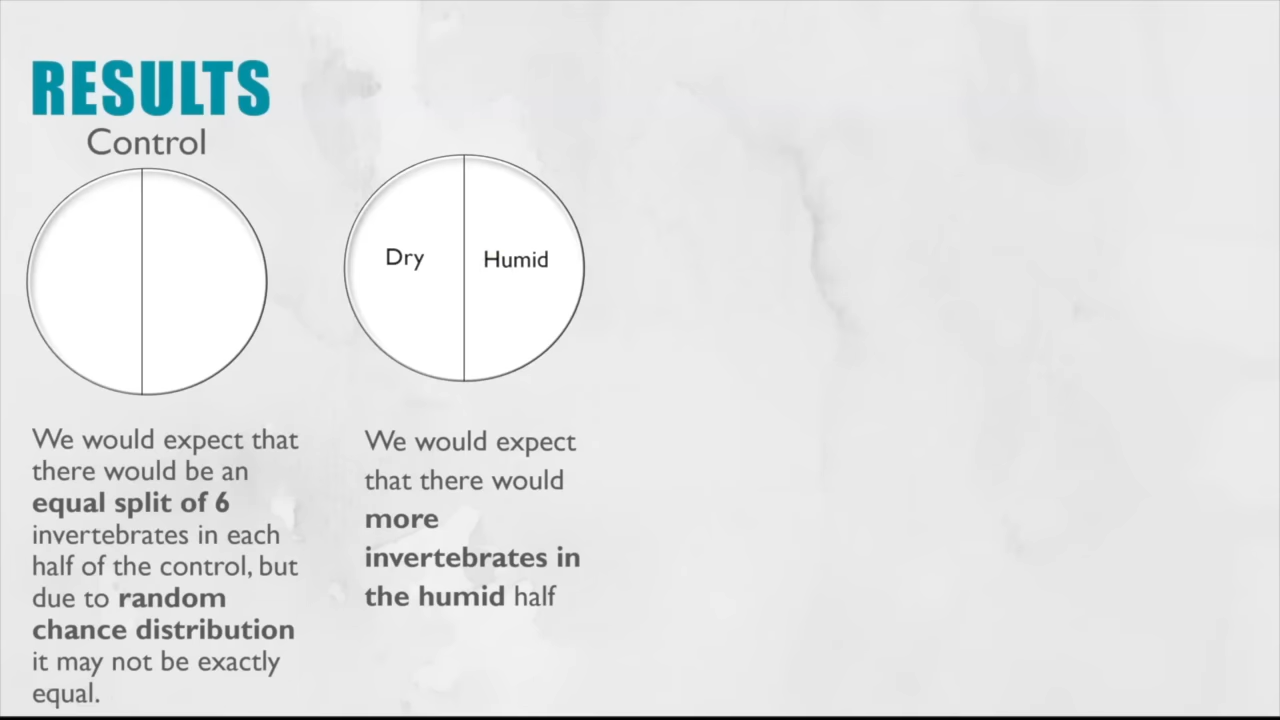 RESULTS
Control
Dry
Humid
We would expect that
there would be an
equal split of 6
invertebrates in each
half of the control, but
due to random
chance distribution
it may not be exactly
equal.
We would expect
that there would
more
invertebrates in
the humid half